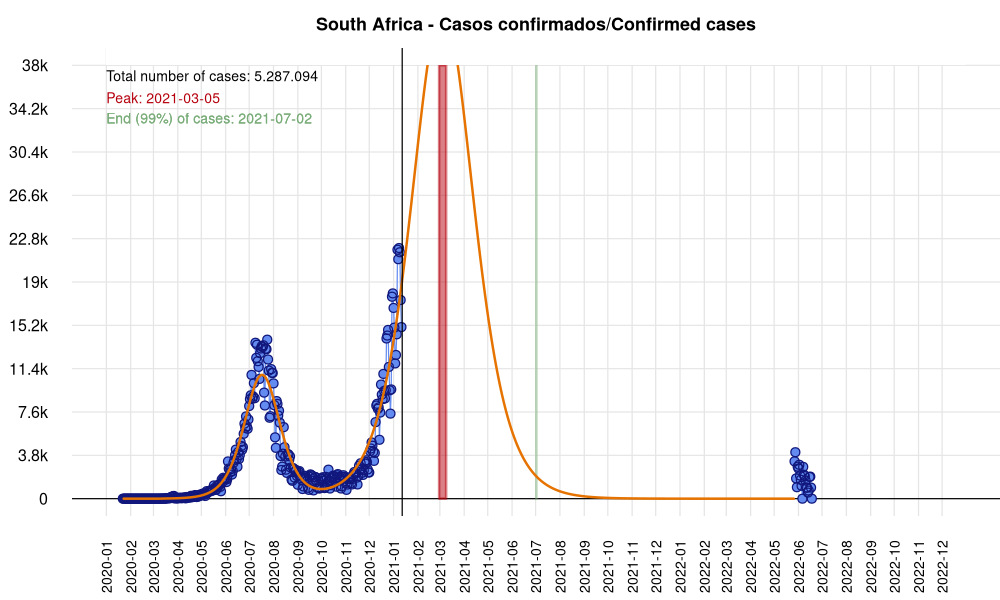 South Africa - Casos confirmados/Confirmed cases
Total number of cases: 5.287.094
Peak: 2021-03-05
End (99%) of cases: 2021-07-02
38k
34.2k
30.4k
26.6k
22.8k
19k
15.2k
11.4k
7.6k
3.8k
0
2020-01
2020-02
2020-03
2020-04
2020-05
2020-06
2020-07
2020-08
2020-09
2020-10
2020-11
2020-12
2021-01
2021-03
2021-04
2021-05
2021-06
2021-07
2021-08
2021-09
2021-10
2021-11
2021-12
2022-01
2022-02
2022-03
2022-04
2022-05
2022-06
2022-07
2022-08
2022-09
2022-10
2022-11
2022-12